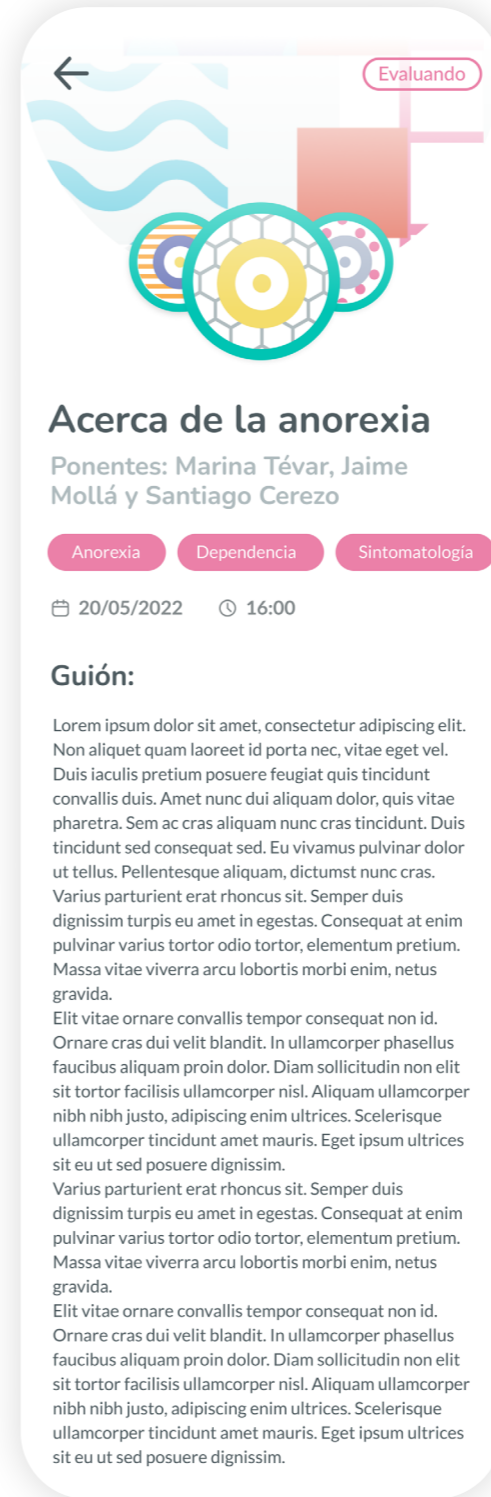 Evaluando
Acerca de la anorexia
Ponentes: Marina Tévar, Jaime
Mollá y Santiago Cerezo
Anorexia Dependencia Sintomatología
20/05/2022 16:00
Guión:
Lorem ipsum dolor sit amet, consectetur adipiscing elit.
Non aliquet quam laoreet id porta nec, vitae eget vel.
Duis iaculis pretium posuere feugiat quis tincidunt
convallis duis. Amet nunc dui aliquam dolor, quis vitae
pharetra. Sem ac cras aliquam nunc cras tincidunt. Duis
tincidunt sed consequat sed. Eu vivamus pulvinar dolor
ut tellus. Pellentesque aliquam, dictumst nunc cras.
Varius parturient erat rhoncus sit. Semper duis
dignissim turpis eu amet in egestas. Consequat at enim
pulvinar varius tortor odio tortor, elementum pretium.
Massa vitae viverra arcu lobortis morbi enim, netus
gravida.
Elit vitae ornare convallis tempor consequat non id.
Ornare cras dui velit blandit. In ullamcorper phasellus
faucibus aliquam proin dolor. Diam sollicitudin non elit
sit tortor facilisis ullamcorper nisl. Aliquam ullamcorper
nibh nibh justo, adipiscing enim ultrices. Scelerisque
ullamcorper tincidunt amet mauris. Eget ipsum ultrices
sit eu ut sed posuere dignissim.
Varius parturient erat rhoncus sit. Semper duis
dignissim turpis eu amet in egestas. Consequat at enim
pulvinar varius tortor odio tortor, elementum pretium.
Massa vitae viverra arcu lobortis morbi enim, netus
gravida.
Elit vitae ornare convallis tempor consequat non id.
Ornare cras dui velit blandit. In ullamcorper phasellus
faucibus aliquam proin dolor. Diam sollicitudin non elit
sit tortor facilisis ullamcorper nisl. Aliquam ullamcorper
nibh nibh justo, adipiscing enim ultrices. Scelerisque
ullamcorper tincidunt amet mauris. Eget ipsum ultrices
sit eu ut sed posuere dignissim.